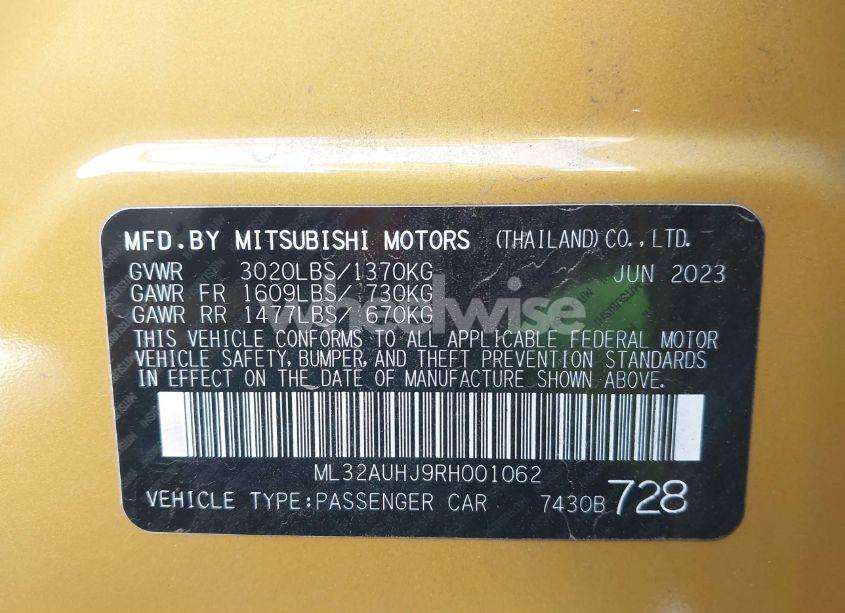 MFD.BY MITSUBISHI MOTORS (THAILAND) CO., LTD.
GVWR 3020LBS/1370KG JUN 2023
GAWR FR 1609LBS/ 730KG
GAWR RR 1477LBS/ 670KG
wheelwise
THIS VEHICLE CONFORMS TO ALL APPLICABLE FEDERAL MOTOR
VEHICLE SAFETY, BUMPER, AND THEFT PREVENTION STANDARDS
IN EFFECT ON THE DATE OF MANUFACTURE SHOWN ABOVE.
ML32AUHJ9RH001062
VEHICLE TYPE:PASSENGER CAR 7430B 728